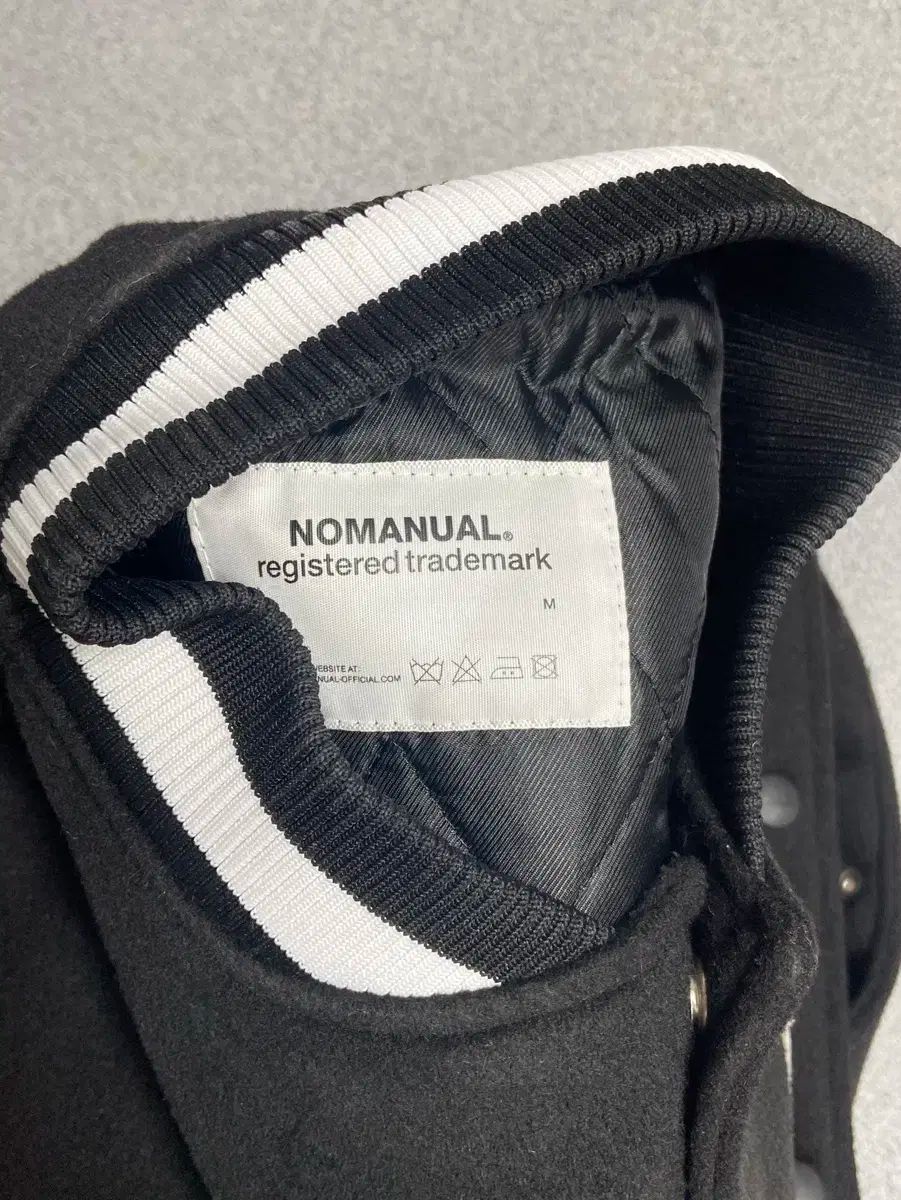 NOMANUAL®
registered trademark
M
AT: